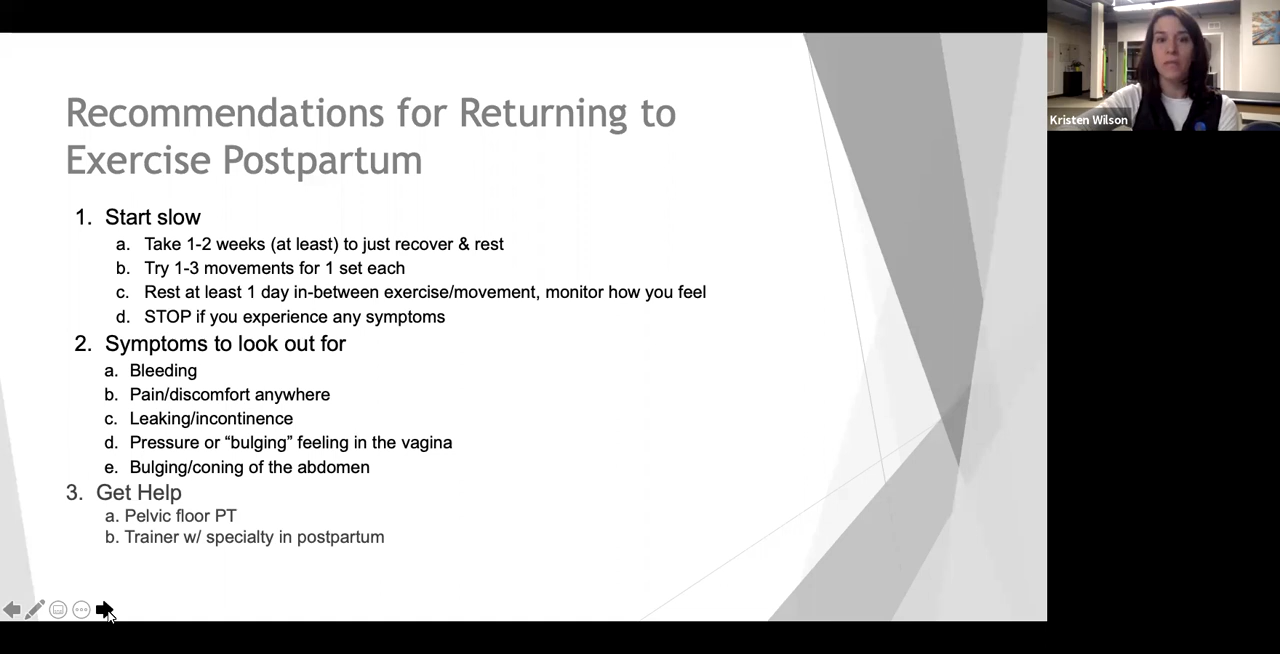 Recommendations for Returning to
Exercise Postpartum
1. Start slow
a. Take 1-2 weeks (at least) to just recover & rest
b. Try 1-3 movements for 1 set each
c. Rest at least 1 day in-between exercise/movement, monitor how you feel
d. STOP if you experience any symptoms
2. Symptoms to look out for
a. Bleeding
b. Pain/discomfort anywhere
c. Leaking/incontinence
d. Pressure or “bulging” feeling in the vagina
e. Bulging/coning of the abdomen
3. Get Help
a. Pelvic floor PT
b. Trainer w/ specialty in postpartum
Kristen Wilson